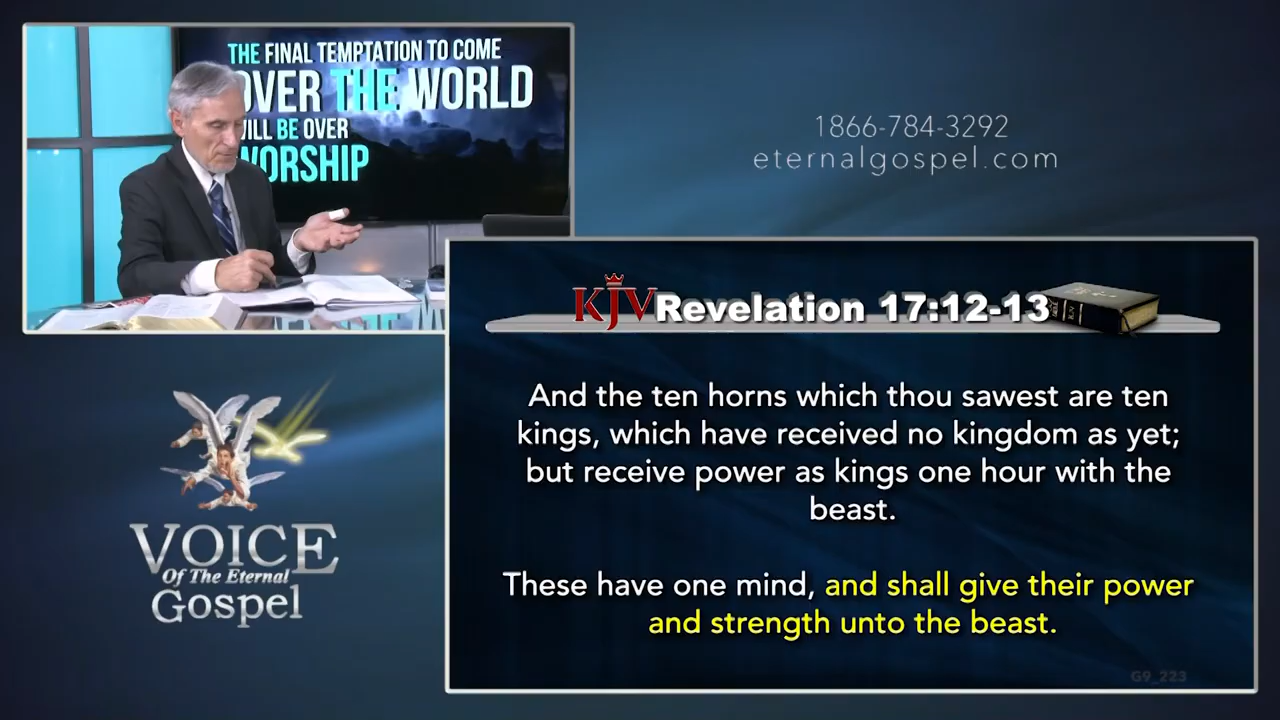 THE FINAL TEMPTATION TO COME
OVER THE WORLD
WILL BE OVER
WORSHIP
1866-784-3292
eternalgospel.com
KJV Revelation 17:12-13
And the ten horns which thou sawest are ten
kings, which have received no kingdom as yet;
but receive power as kings one hour with the
beast.
These have one mind, and shall give their power
and strength unto the beast.
VOICE
Of The Eternal
Gospel
G9_223